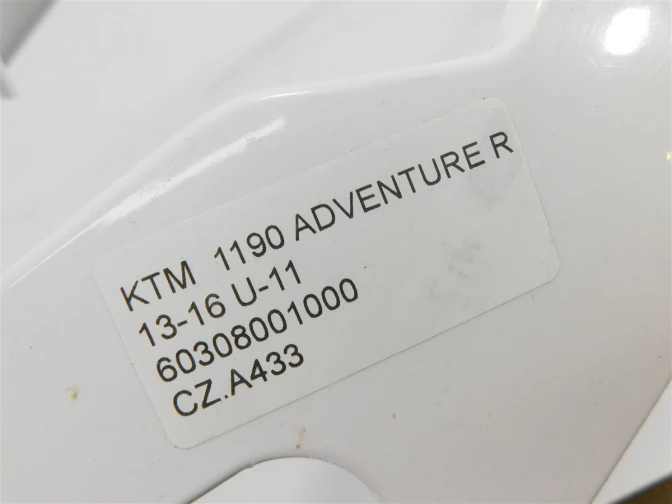 KTM 1190 ADVENTURE R
13-16 U-11
60308001000
CZ.A433